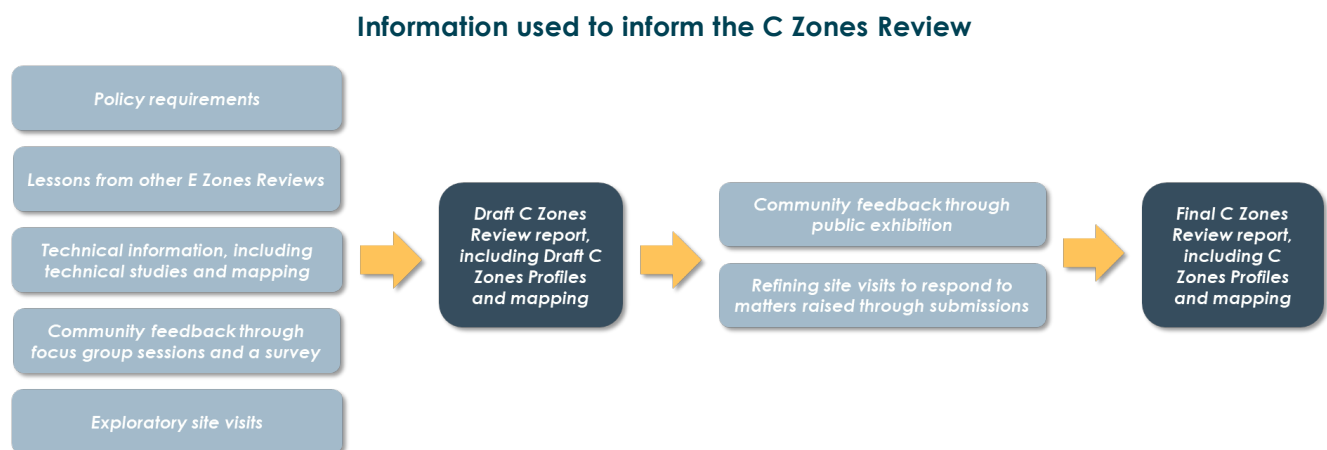 Information used to inform the C Zones Review
Policy requirements
Lessons from other E Zones Reviews
Technical information, including
technical studies and mapping
Community feedback through
focus group sessions and a survey
Exploratory site visits
Draft C Zones
Review report,
including Draft C
Zones Profiles
and mapping
Community feedback through
public exhibition
Refining site visits to respond to
matters raised through submissions
Final C Zones
Review report,
including C
Zones Profiles
and mapping